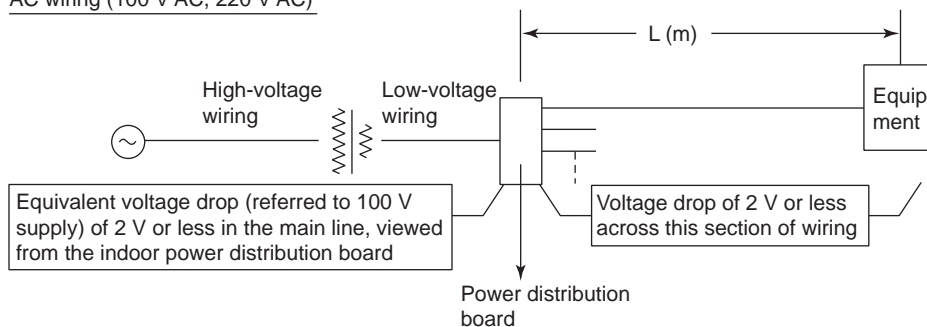 AC wiring (100 V AC, 220 V AC)
L (m)
High-voltage
wiring
Low-voltage
wiring
Equip
ment
Equivalent voltage drop (referred to 100 V
supply) of 2 V or less in the main line, viewed
from the indoor power distribution board
Voltage drop of 2 V or less
across this section of wiring
Power distribution
board